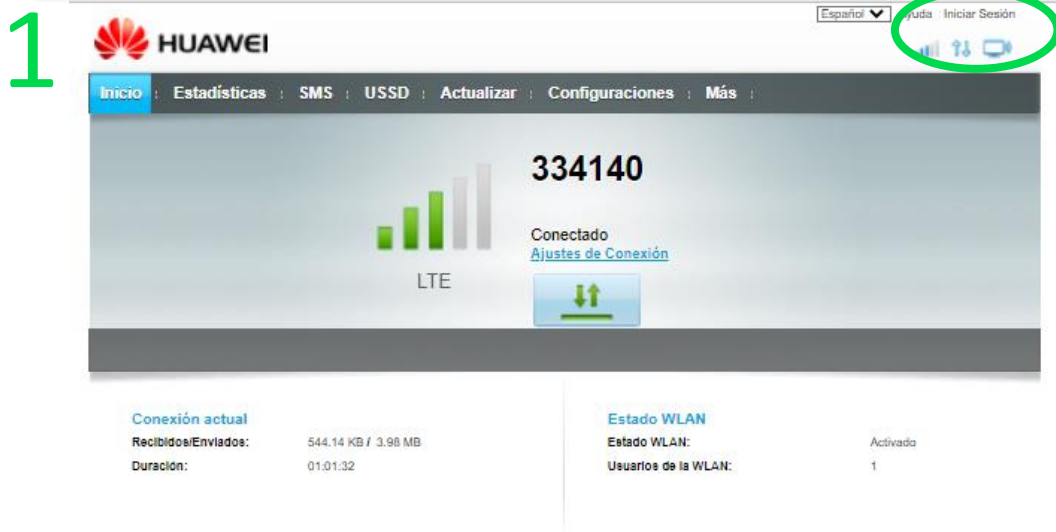 1
Español
Ayuda Iniciar Sesión
HUAWEI
Inicio : Estadísticas : SMS : USSD : Actualizar : Configuraciones : Más :
334140
Conectado
Ajustes de Conexión
LTE
Conexión actual
Recibidos/Enviados: 544.14 KB / 3.98 MB
Duración: 01:01:32
Estado WLAN
Estado WLAN: Activado
Usuarios de la WLAN: 1